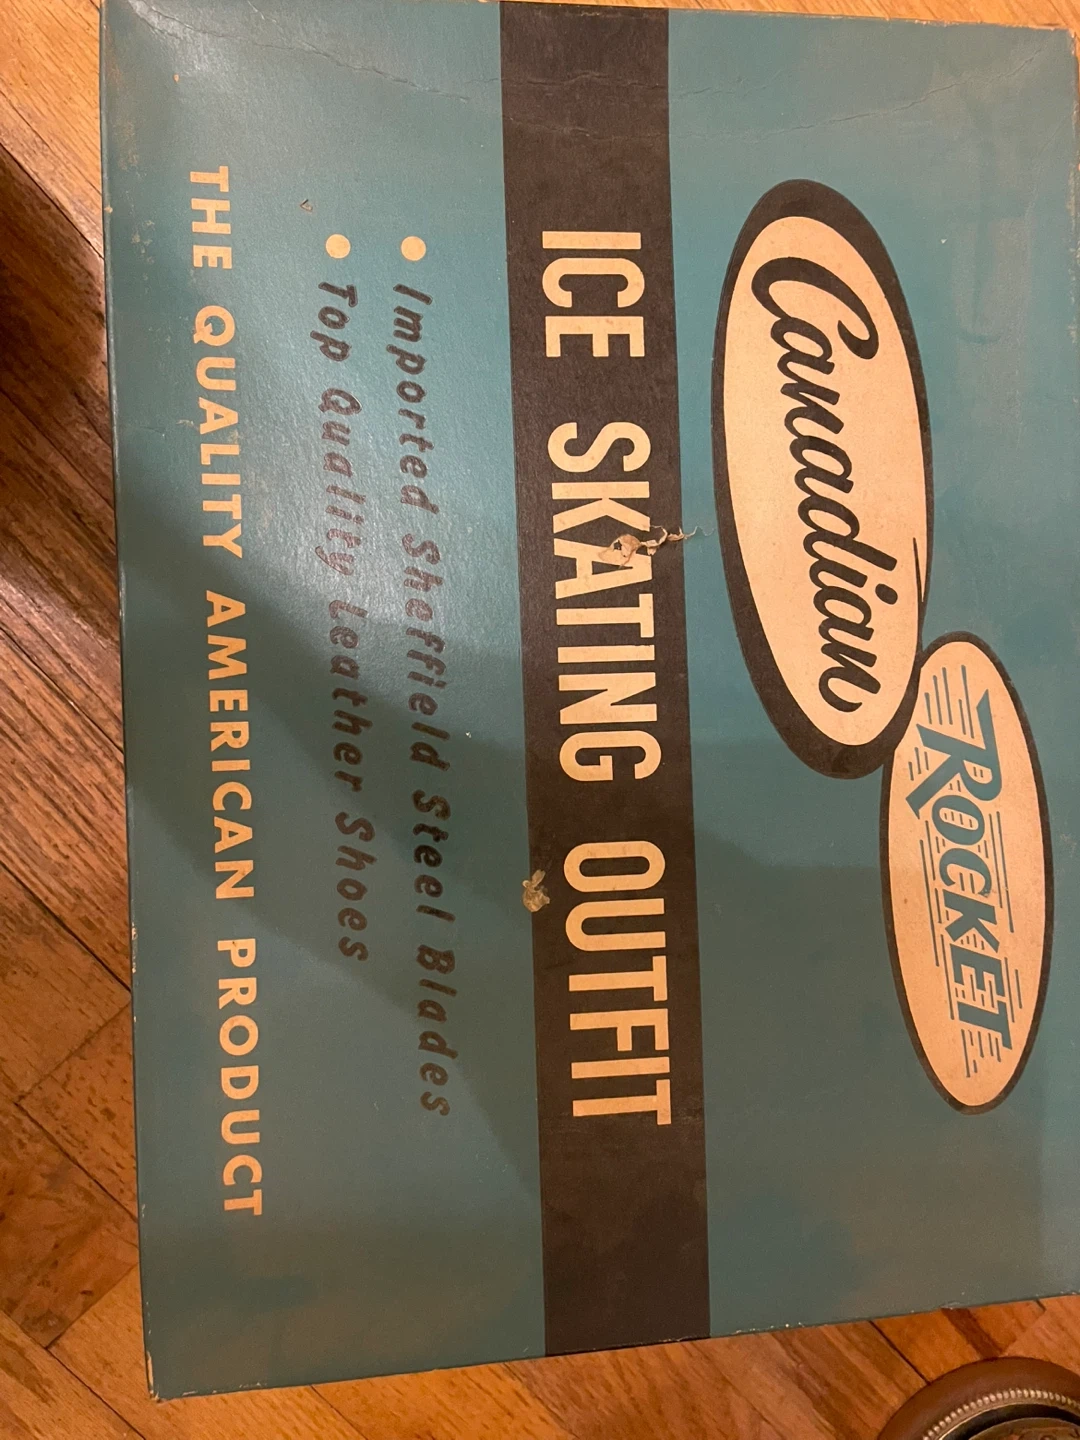 Canadian
ROCKET
ICE SKATING OUTFIT
• Imported Sheffield Steel Blades
• Top Quality Leather Shoes
THE QUALITY AMERICAN PRODUCT